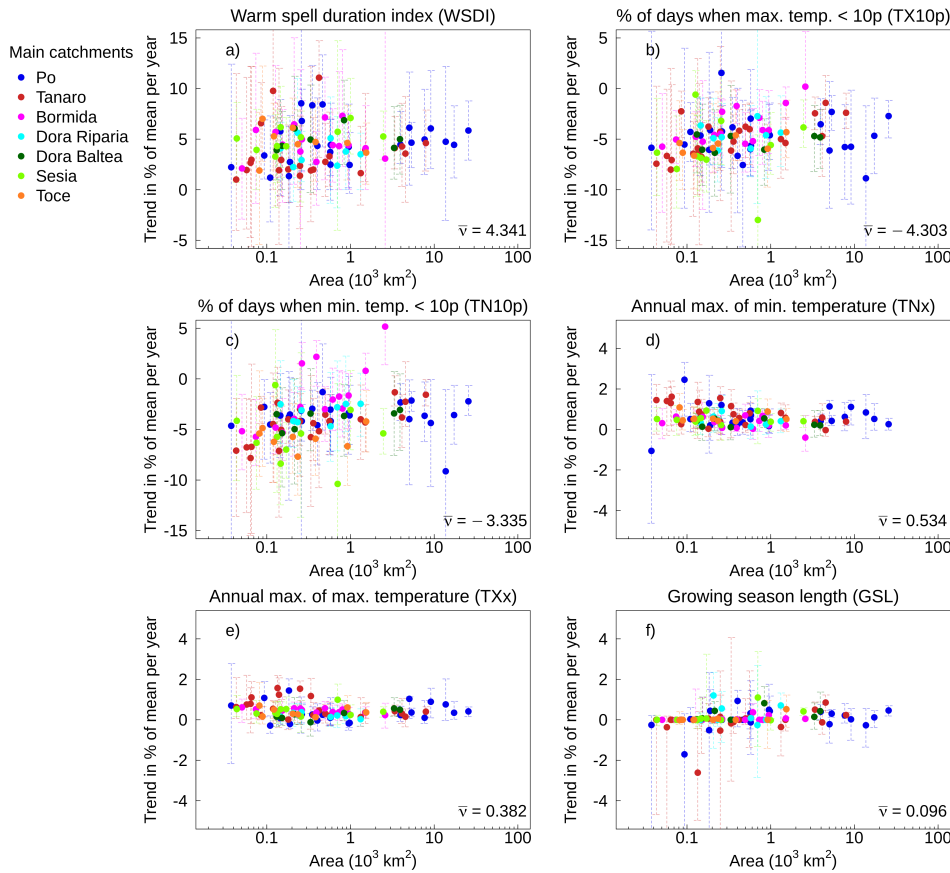 Main catchments
Po
Tanaro
Bormida
Dora Riparia
Dora Baltea
Sesia
Toce
Warm spell duration index (WSDI)
a)
Trend in % of mean per year
15
10
5
0
-5
0.1 1 10 100
Area (10³ km²)
v̅ = 4.341
% of days when max. temp. < 10p (TX10p)
b)
Trend in % of mean per year
0
-5
-10
-15
0.1 1 10 100
Area (10³ km²)
v̅ = − 4.303
% of days when min. temp. < 10p (TN10p)
c)
Trend in % of mean per year
5
0
-5
-10
-15
0.1 1 10 100
Area (10³ km²)
v̅ = − 3.335
Annual max. of min. temperature (TNx)
d)
Trend in % of mean per year
4
2
0
-2
-4
0.1 1 10 100
Area (10³ km²)
v̅ = 0.534
Annual max. of max. temperature (TXx)
e)
Trend in % of mean per year
4
2
0
-2
-4
0.1 1 10 100
Area (10³ km²)
v̅ = 0.382
Growing season length (GSL)
f)
Trend in % of mean per year
4
2
0
-2
-4
0.1 1 10 100
Area (10³ km²)
v̅ = 0.096